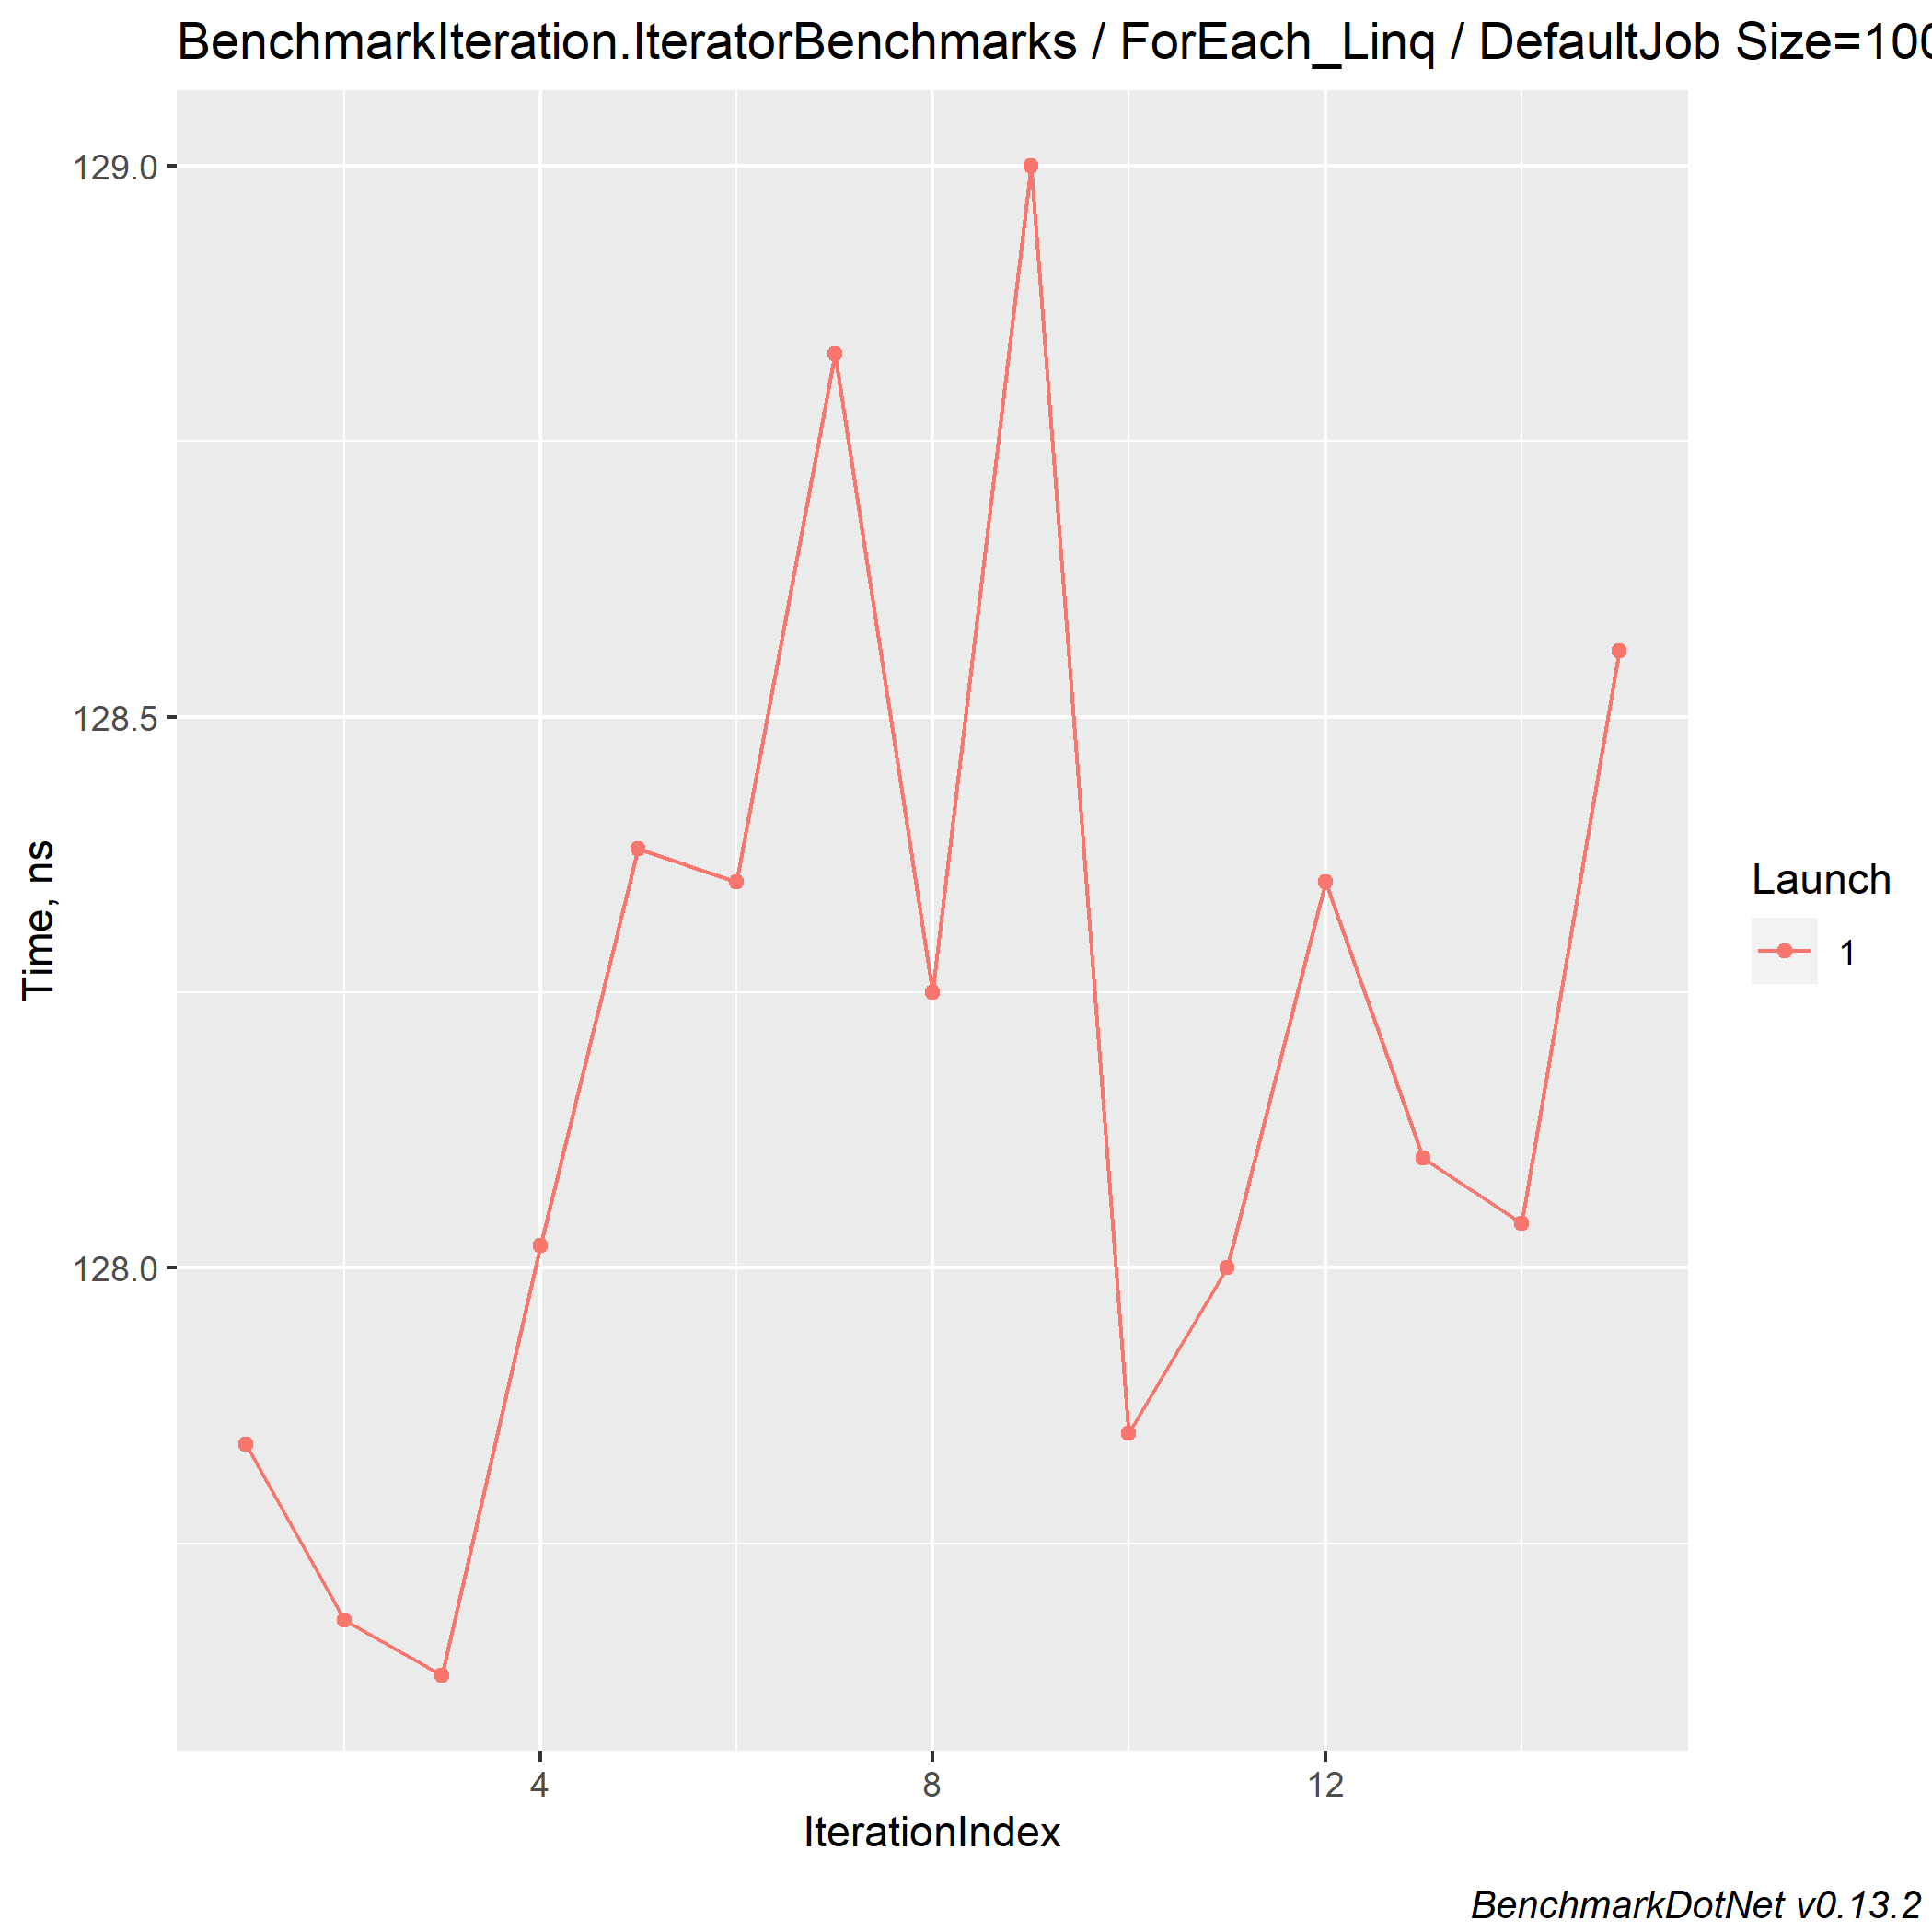 BenchmarkIteration.IteratorBenchmarks / ForEach_Linq / DefaultJob Size=100
129.0
128.5
128.0
Time, ns
4 8 12
IterationIndex
Launch
1
BenchmarkDotNet v0.13.2